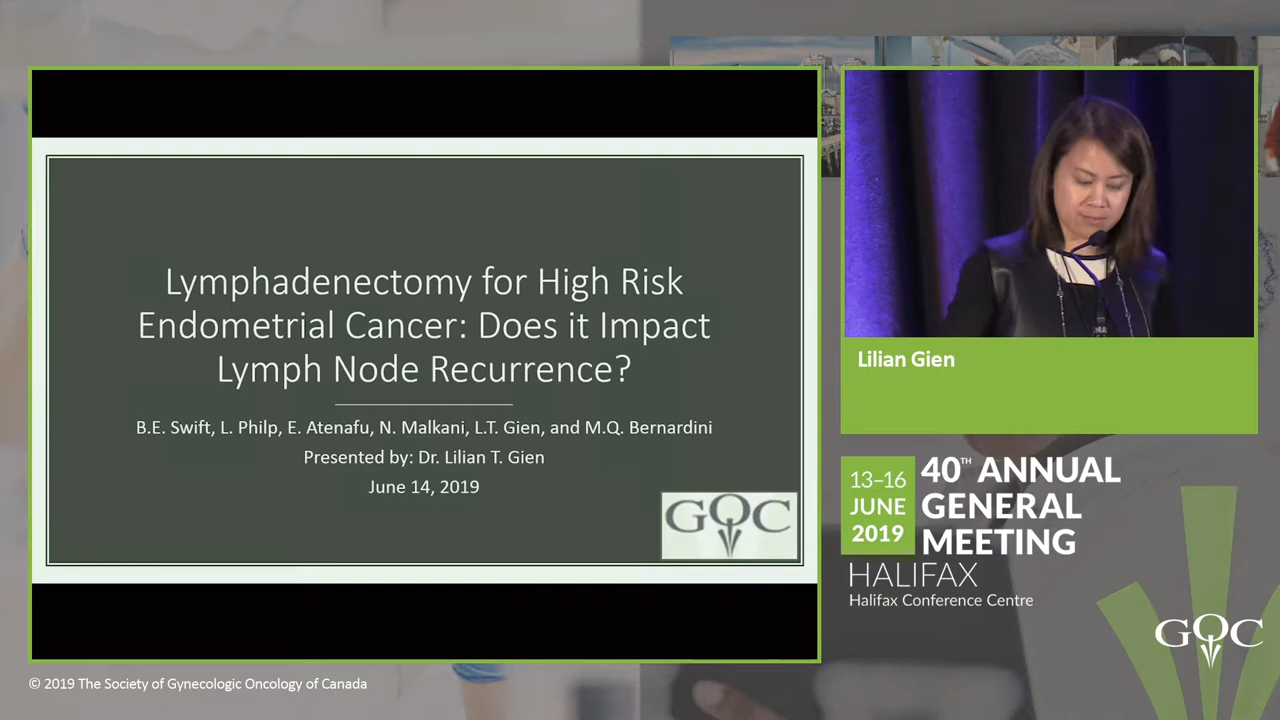 Lymphadenectomy for High Risk
Endometrial Cancer: Does it Impact
Lymph Node Recurrence?
B.E. Swift, L. Philp, E. Atenafu, N. Malkani, L.T. Gien, and M.Q. Bernardini
Presented by: Dr. Lilian T. Gien
June 14, 2019
GOC
Lilian Gien
13–16
JUNE
2019
40TH ANNUAL
GENERAL
MEETING
HALIFAX
Halifax Conference Centre
GOC
© 2019 The Society of Gynecologic Oncology of Canada